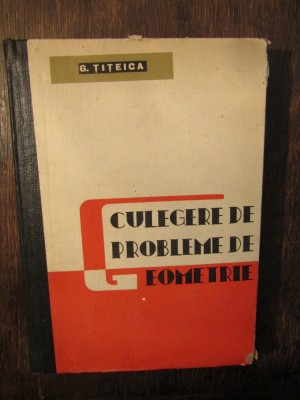 G. ŢIŢEICA
CULEGERE DE
PROBLEME DE
GEOMETRIE